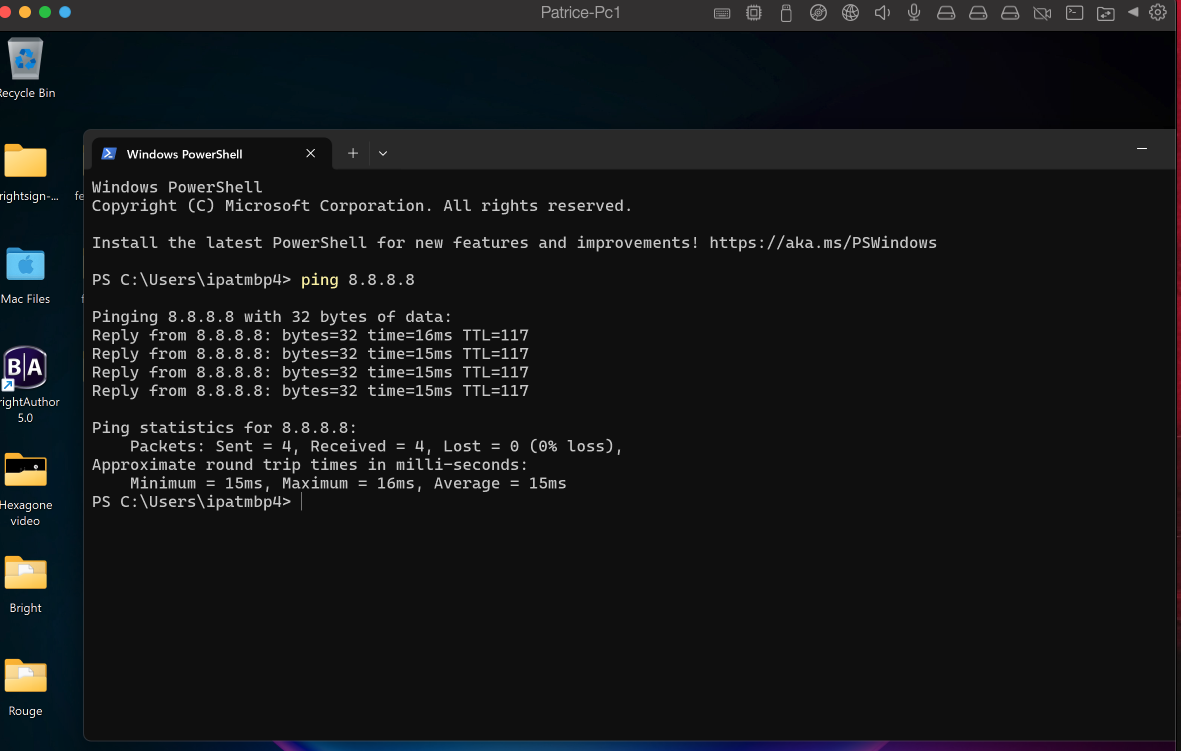 Patrice-Pc1
Recycle Bin
rightsign-...
fe
Mac Files
f
B|A
rightAuthor
5.0
Hexagone
video
Bright
Rouge
Windows PowerShell
Windows PowerShell
Copyright (C) Microsoft Corporation. All rights reserved.
Install the latest PowerShell for new features and improvements! https://aka.ms/PSWindows
PS C:\Users\ipatmbp4> ping 8.8.8.8
Pinging 8.8.8.8 with 32 bytes of data:
Reply from 8.8.8.8: bytes=32 time=16ms TTL=117
Reply from 8.8.8.8: bytes=32 time=15ms TTL=117
Reply from 8.8.8.8: bytes=32 time=15ms TTL=117
Reply from 8.8.8.8: bytes=32 time=15ms TTL=117
Ping statistics for 8.8.8.8:
Packets: Sent = 4, Received = 4, Lost = 0 (0% loss),
Approximate round trip times in milli-seconds:
Minimum = 15ms, Maximum = 16ms, Average = 15ms
PS C:\Users\ipatmbp4>